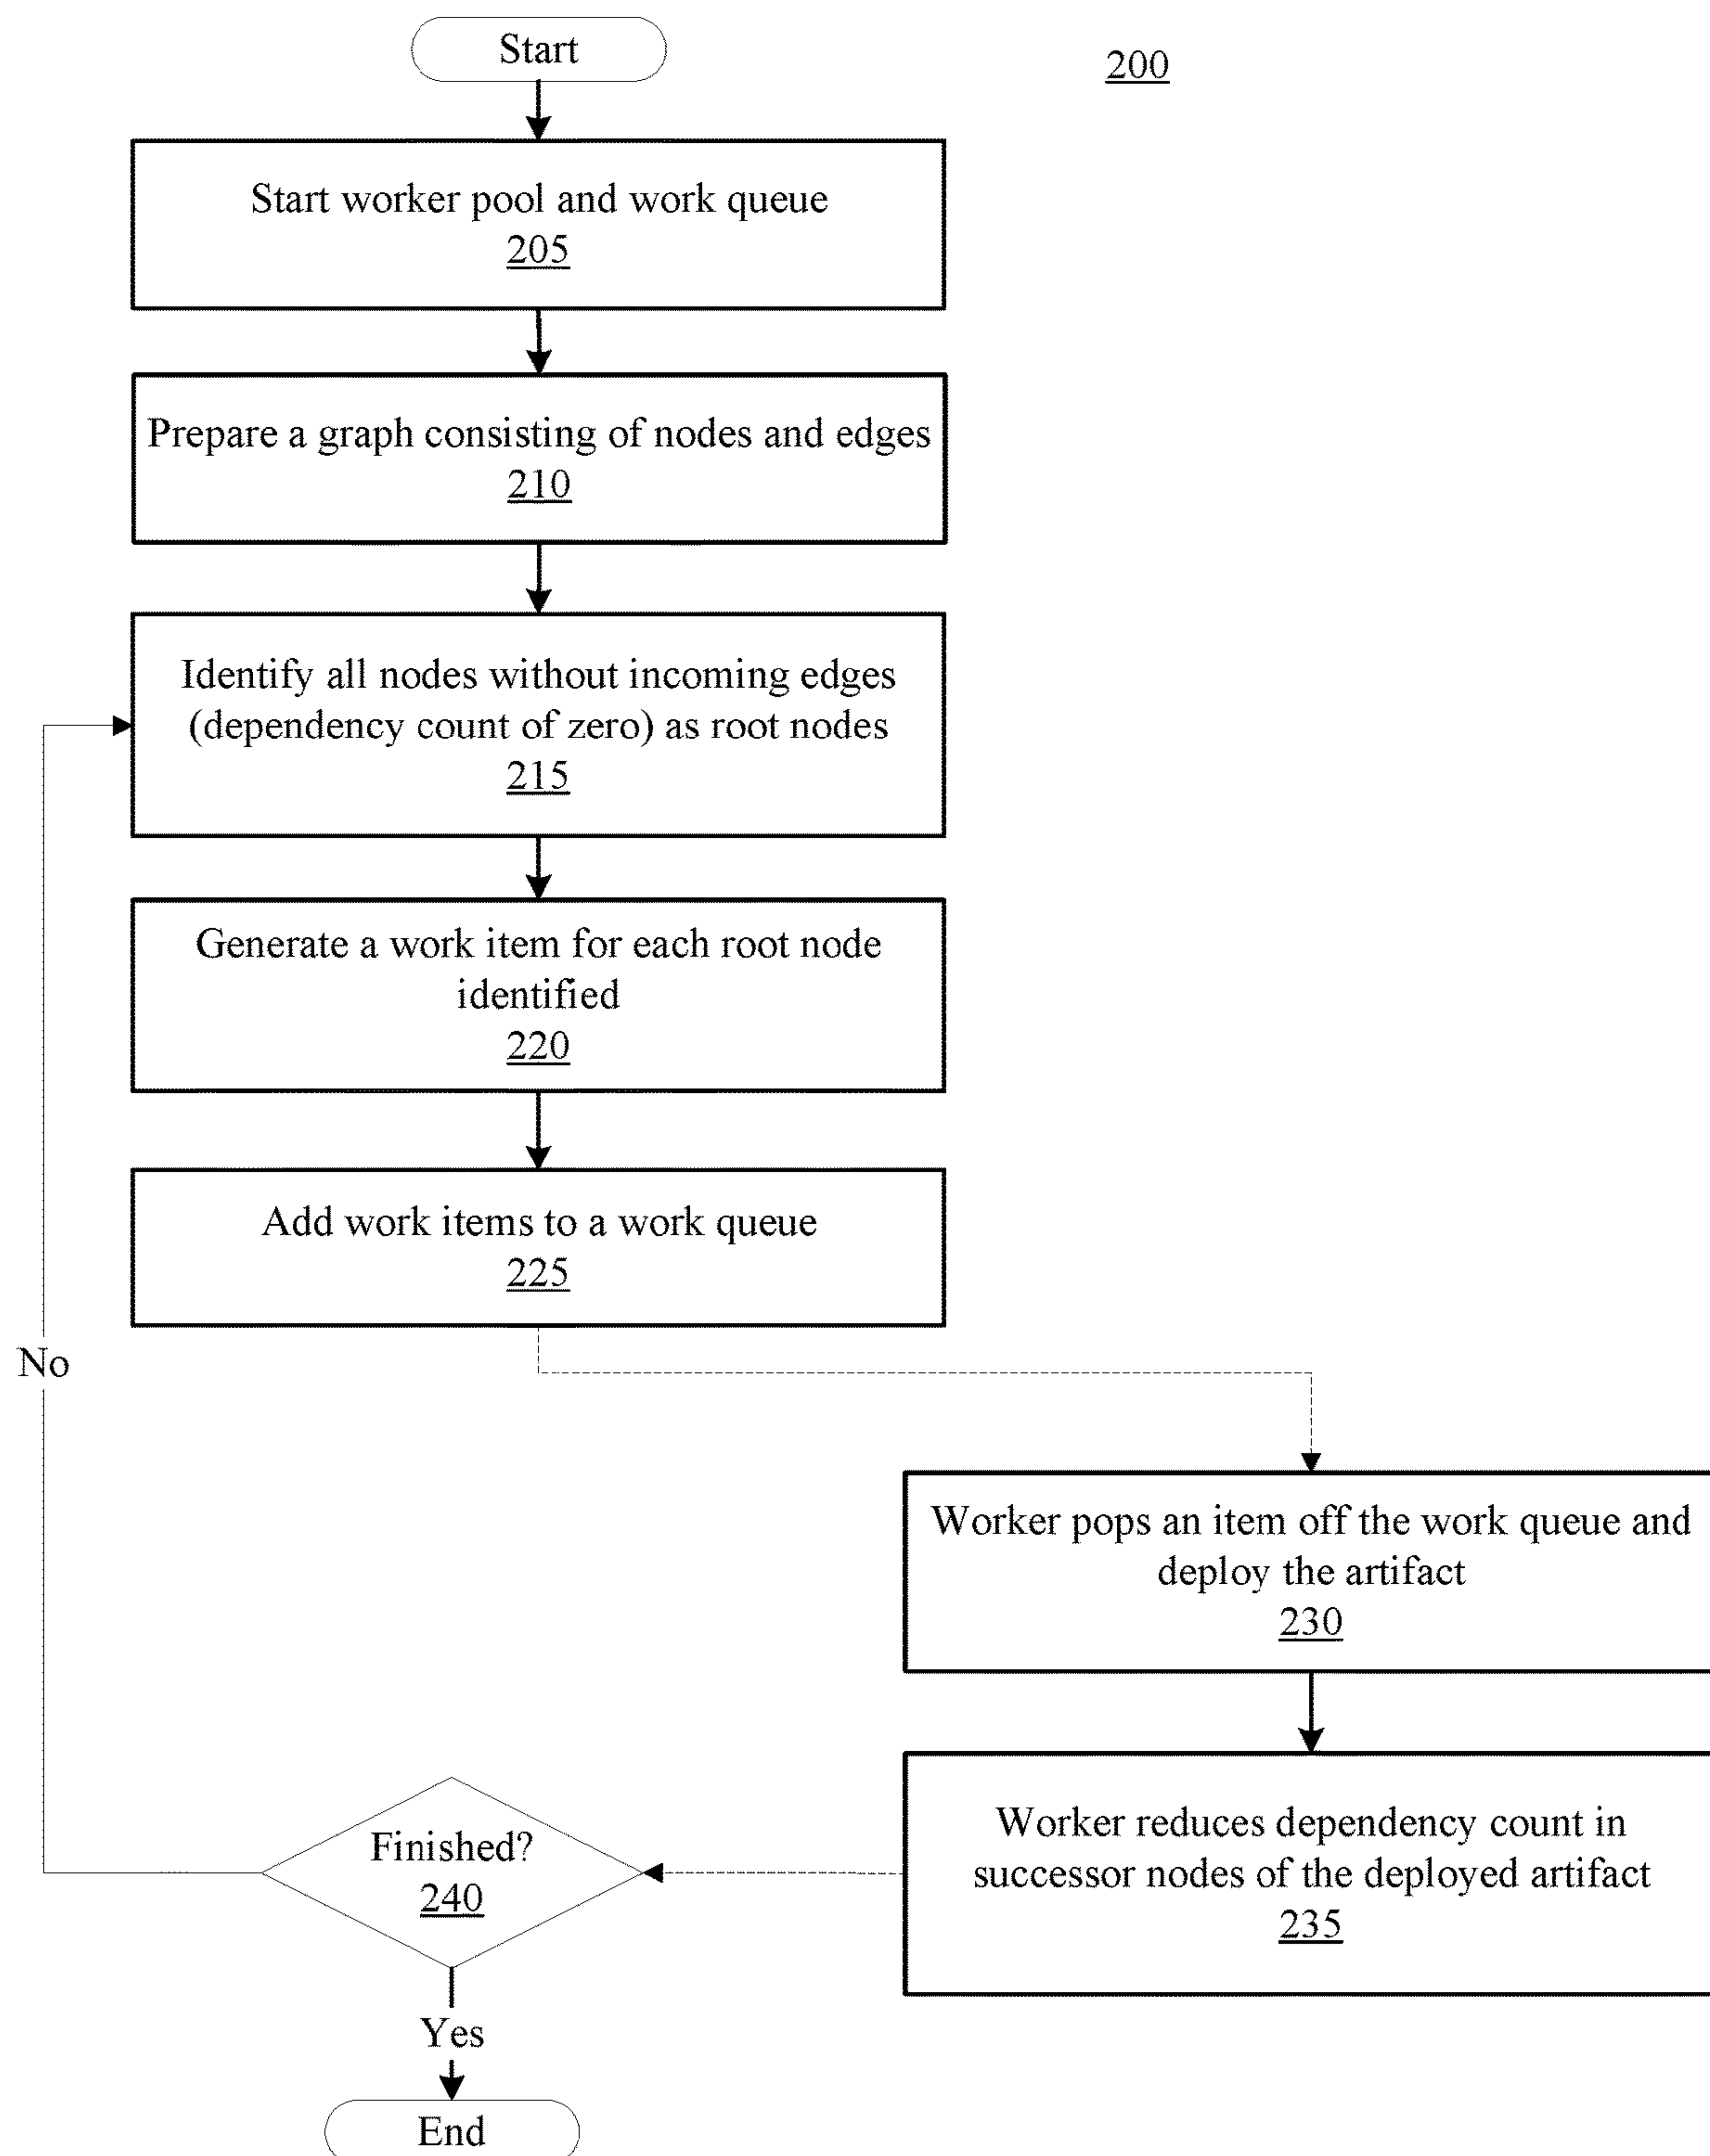 Start
200
Start worker pool and work queue
205
Prepare a graph consisting of nodes and edges
210
Identify all nodes without incoming edges
(dependency count of zero) as root nodes
215
Generate a work item for each root node
identified
220
Add work items to a work queue
225
No
Worker pops an item off the work queue and
deploy the artifact
230
Worker reduces dependency count in
successor nodes of the deployed artifact
235
Finished?
240
Yes
End